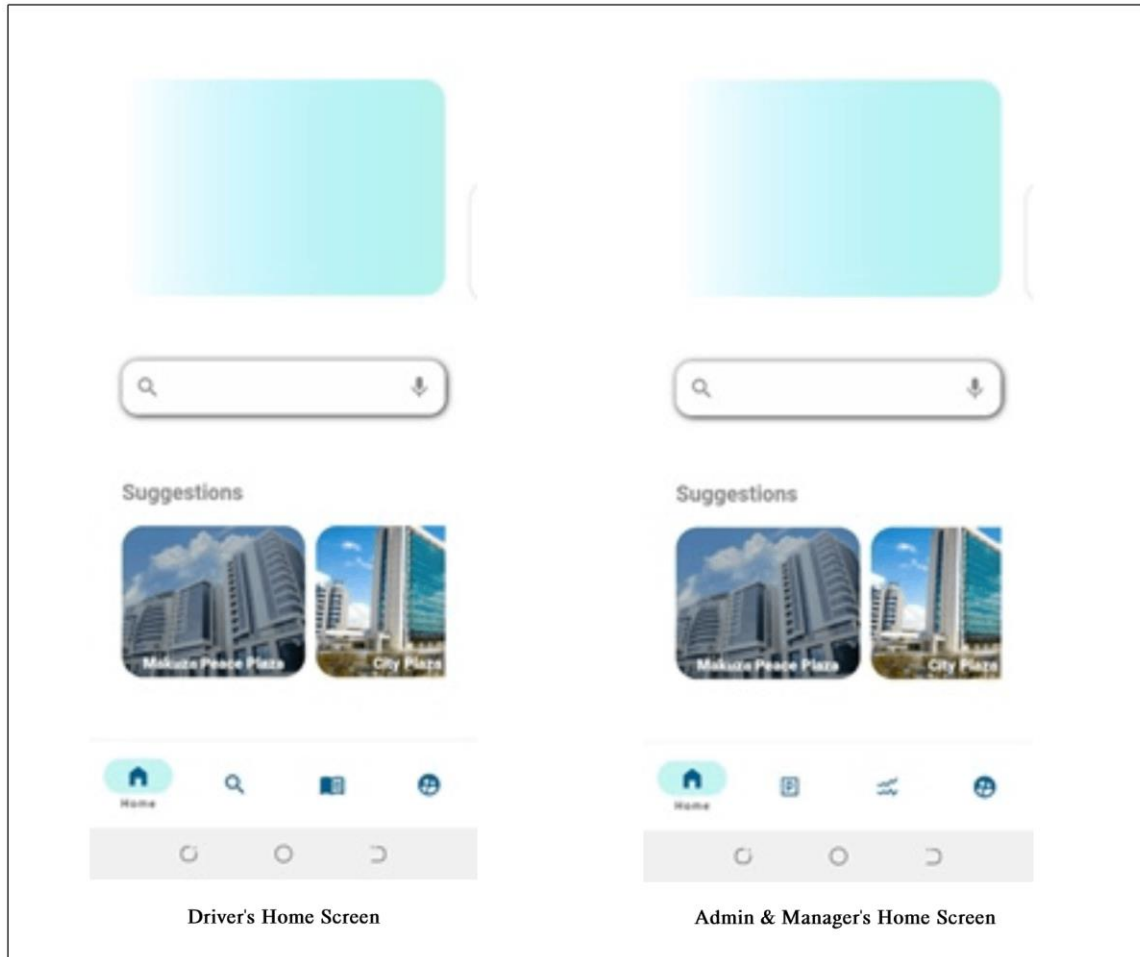 Suggestions
Makuza Peace Plaza
City Plaza
Home
Driver's Home Screen
Suggestions
Makuza Peace Plaza
City Plaza
Home
P
Admin & Manager's Home Screen